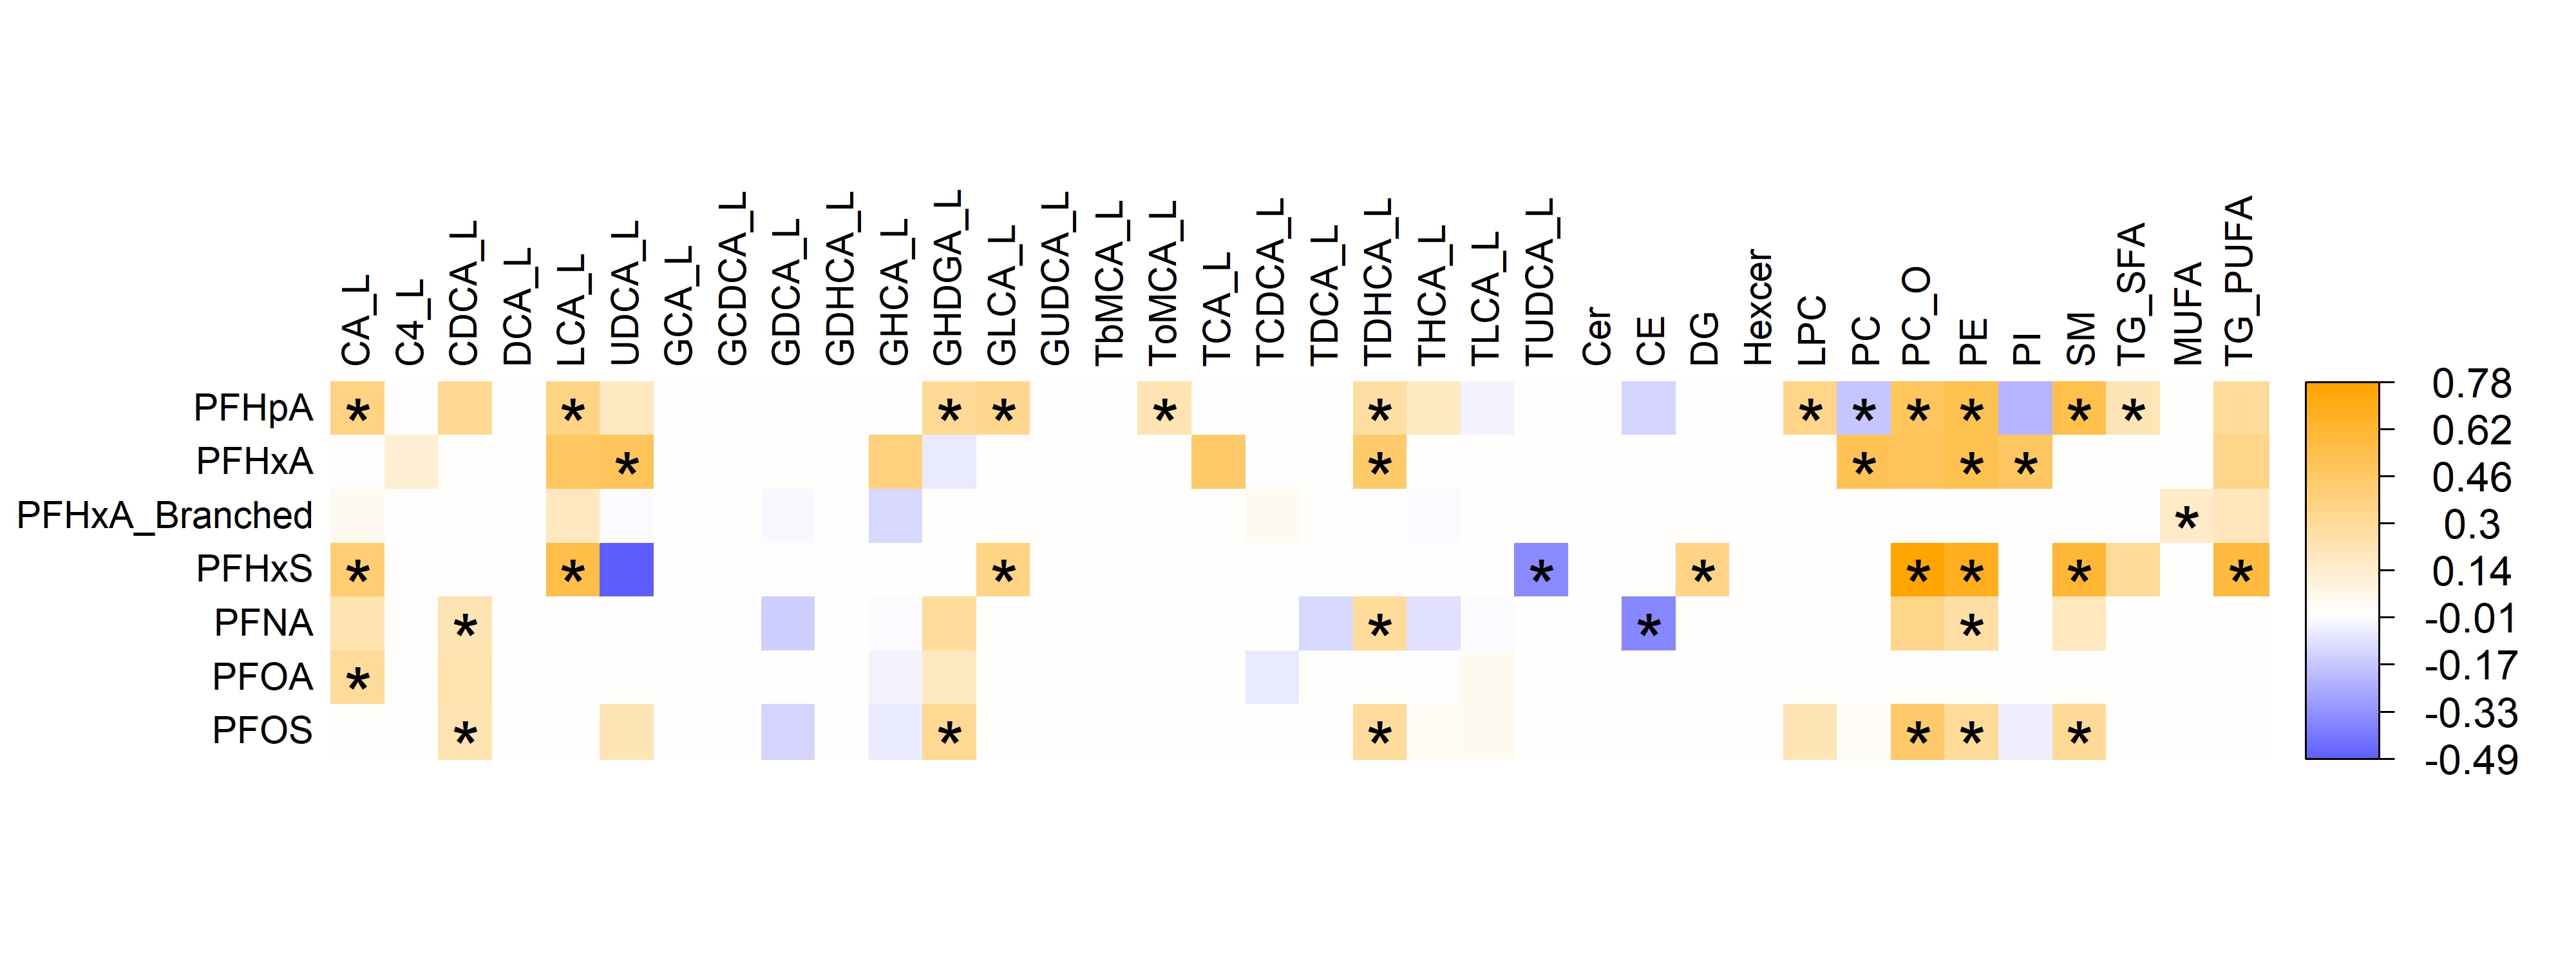 CA_L
C4_L
CDCA_L
DCA_L
LCA_L
UDCA_L
GCA_L
GCDCA_L
GDCA_L
GDHCA_L
GHCA_L
GHDGA_L
GLCA_L
GUDCA_L
TbMCA_L
ToMCA_L
TCA_L
TCDCA_L
TDCA_L
TDHCA_L
THCA_L
TLCA_L
TUDCA_L
Cer
CE
DG
Hexcer
LPC
PC
PC_O
PE
PI
SM
TG_SFA
MUFA
TG_PUFA
PFHpA * * * * * * * * * * * *
PFHxA * * * * *
PFHxA_Branched *
PFHxS * * * * * * * * *
PFNA * * * *
PFOA *
PFOS * * * * * *
0.78
0.62
0.46
0.3
0.14
-0.01
-0.17
-0.33
-0.49